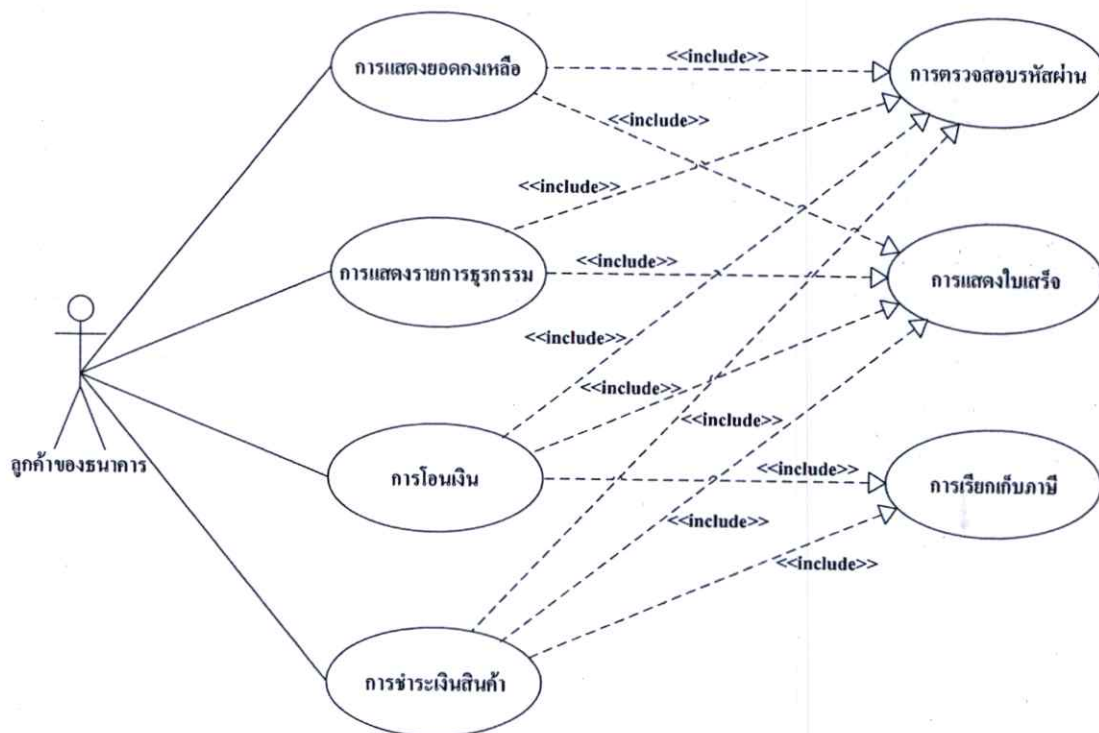 การแสดงยอดคงเหลือ
<<include>>
การตรวจสอบรหัสผ่าน
<<include>>
<<include>>
การแสดงรายการธุรกรรม
<<include>>
การแสดงใบเสร็จ
<<include>>
<<include>>
<<include>>
ลูกค้าของธนาคาร
การโอนเงิน
<<include>>
การเรียกเก็บภาษี
<<include>>
<<include>>
การชำระเงินสินค้า